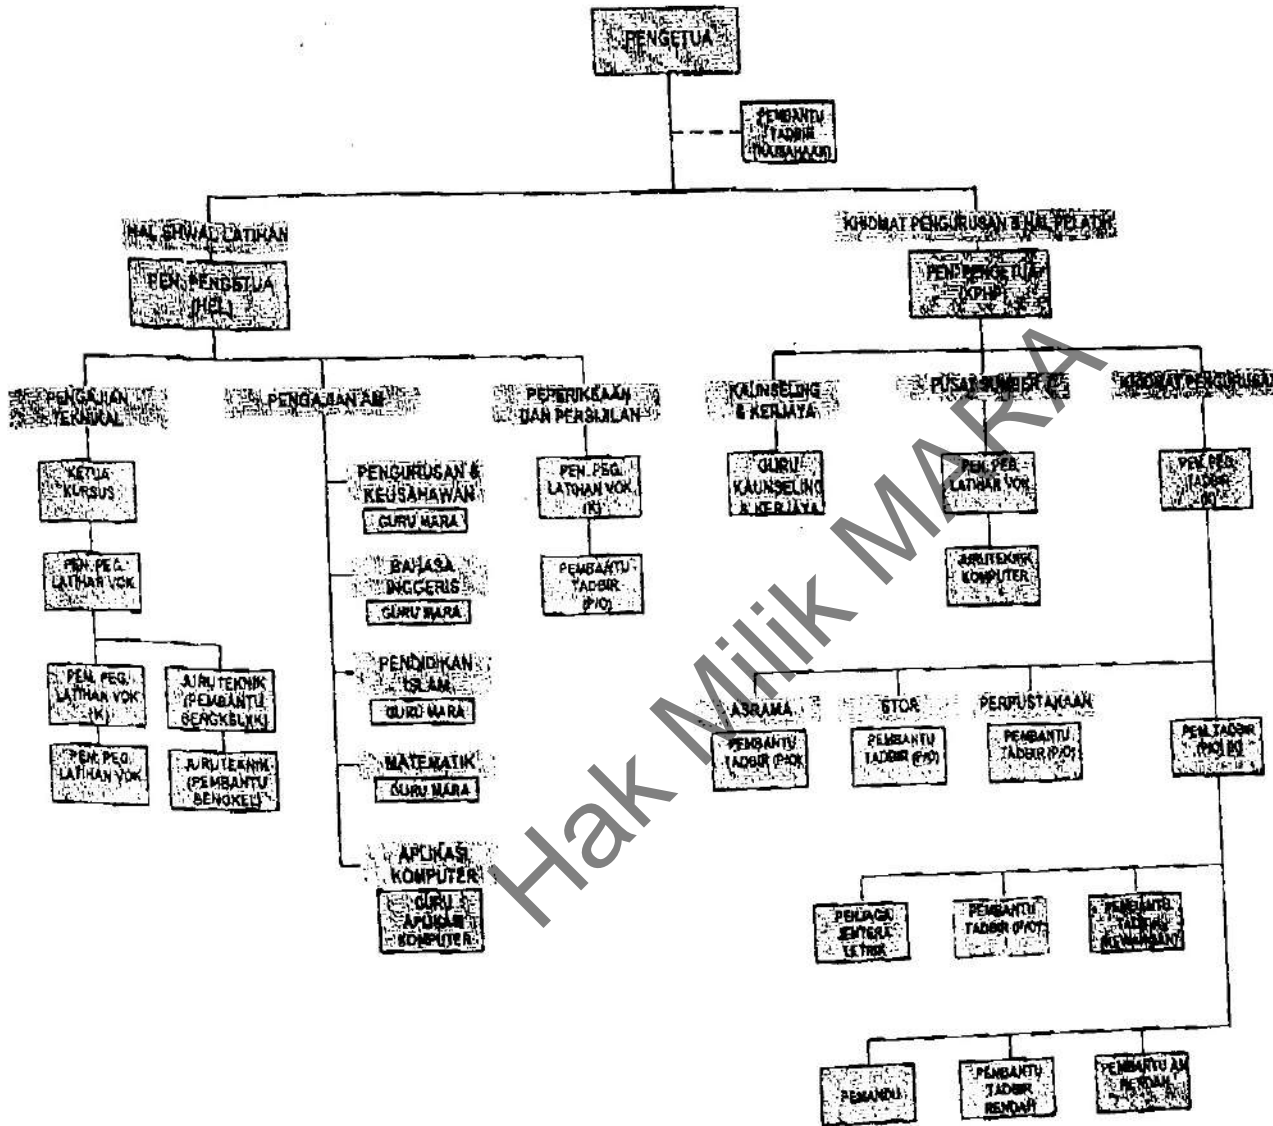 PENGETUA
PEMBANTU
TADBIR
HAL EHWAL LATIHAN
KHIDMAT PENGURUSAN & HAL PELATIH
PEN. PENGETUA
(HEL)
PEN. PENGETUA
(KPHP)
PENGAJIAN
TEKNIKAL
PENGAJIAN AM
PEPERIKSAAN
DAN PERSIJILAN
KAUNSELING
& KERJAYA
PUSAT SUMBER
KHIDMAT PENGURUSAN
KETUA
KURSUS
PENGURUSAN &
KEUSAHAWAN
GURU MARA
PEN. PEG.
LATIHAN VOK
(K)
GURU
KAUNSELING
& KERJAYA
PEN. PEG.
LATIHAN VOK
PEN. PEG.
TADBIR
(K)
PEN. PEG.
LATIHAN VOK
BAHASA
INGGERIS
GURU MARA
PEMBANTU
TADBIR
(P/O)
JURUTEKNIK
KOMPUTER
PEN. PEG.
LATIHAN VOK
(K)
JURUTEKNIK
(PEMBANTU
BENGKEL)(K)
PENDIDIKAN
ISLAM
GURU MARA
ASRAMA
STOR
PERPUSTAKAAN
PEMBANTU
TADBIR (P/O)
PEMBANTU
TADBIR (P/O)
PEMBANTU
TADBIR (P/O)
PEM. TADBIR
(P/O) (K)
PEN. PEG.
LATIHAN VOK
JURUTEKNIK
(PEMBANTU
BENGKEL)
MATEMATIK
GURU MARA
APLIKASI
KOMPUTER
GURU
APLIKASI
KOMPUTER
PENJAGA
JENTERA
LETRIK
PEMBANTU
TADBIR (P/O)
PEMBANTU
TADBIR
(KEWANGAN)
PEMANDU
PEMBANTU
TADBIR
RENDAH
PEMBANTU AM
RENDAH
Hak Milik MARA